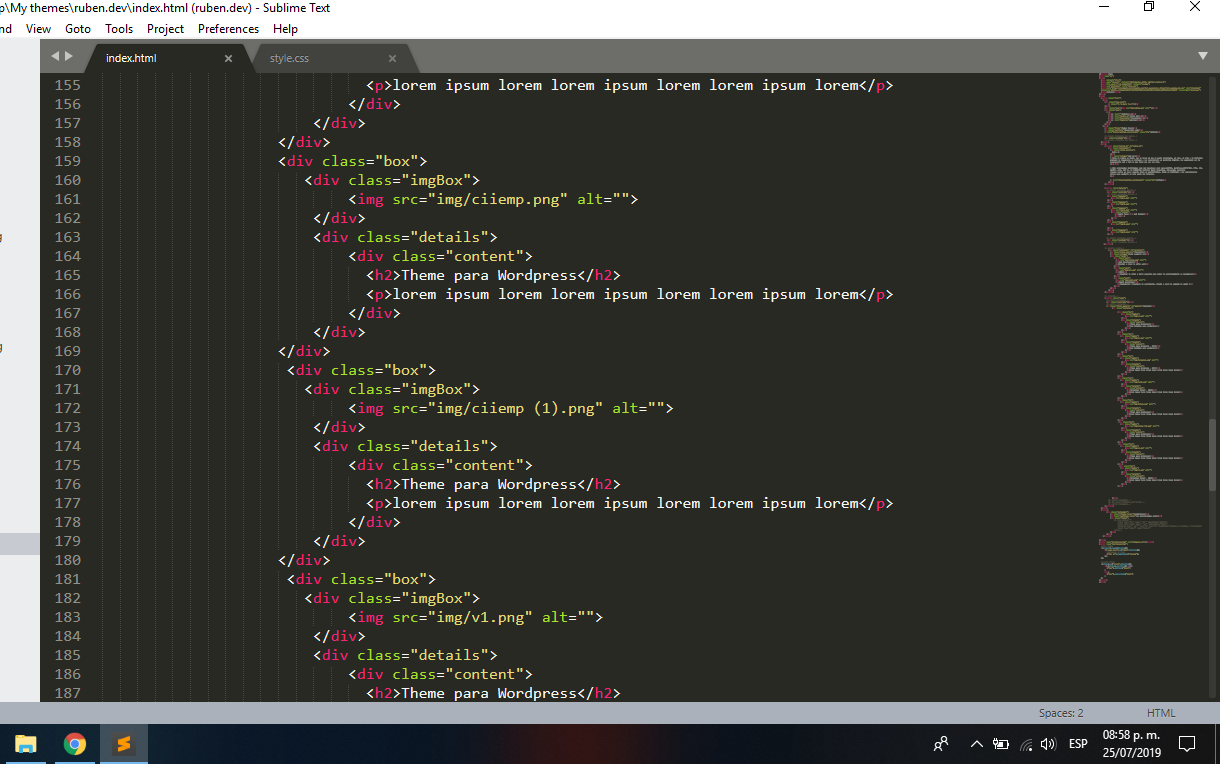 p\My themes\ruben.dev\index.html (ruben.dev) - Sublime Text
nd View Goto Tools Project Preferences Help
index.html × style.css ×
155 <p>lorem ipsum lorem lorem ipsum lorem lorem ipsum lorem</p>
156 </div>
157 </div>
158 </div>
159 <div class="box">
160 <div class="imgBox">
161 <img src="img/ciiemp.png" alt="">
162 </div>
163 <div class="details">
164 <div class="content">
165 <h2>Theme para Wordpress</h2>
166 <p>lorem ipsum lorem lorem ipsum lorem lorem ipsum lorem</p>
167 </div>
168 </div>
169 </div>
170 <div class="box">
171 <div class="imgBox">
172 <img src="img/ciiemp (1).png" alt="">
173 </div>
174 <div class="details">
175 <div class="content">
176 <h2>Theme para Wordpress</h2>
177 <p>lorem ipsum lorem lorem ipsum lorem lorem ipsum lorem</p>
178 </div>
179 </div>
180 </div>
181 <div class="box">
182 <div class="imgBox">
183 <img src="img/v1.png" alt="">
184 </div>
185 <div class="details">
186 <div class="content">
187 <h2>Theme para Wordpress</h2>
Spaces: 2 HTML
ESP
08:58 p. m.
25/07/2019